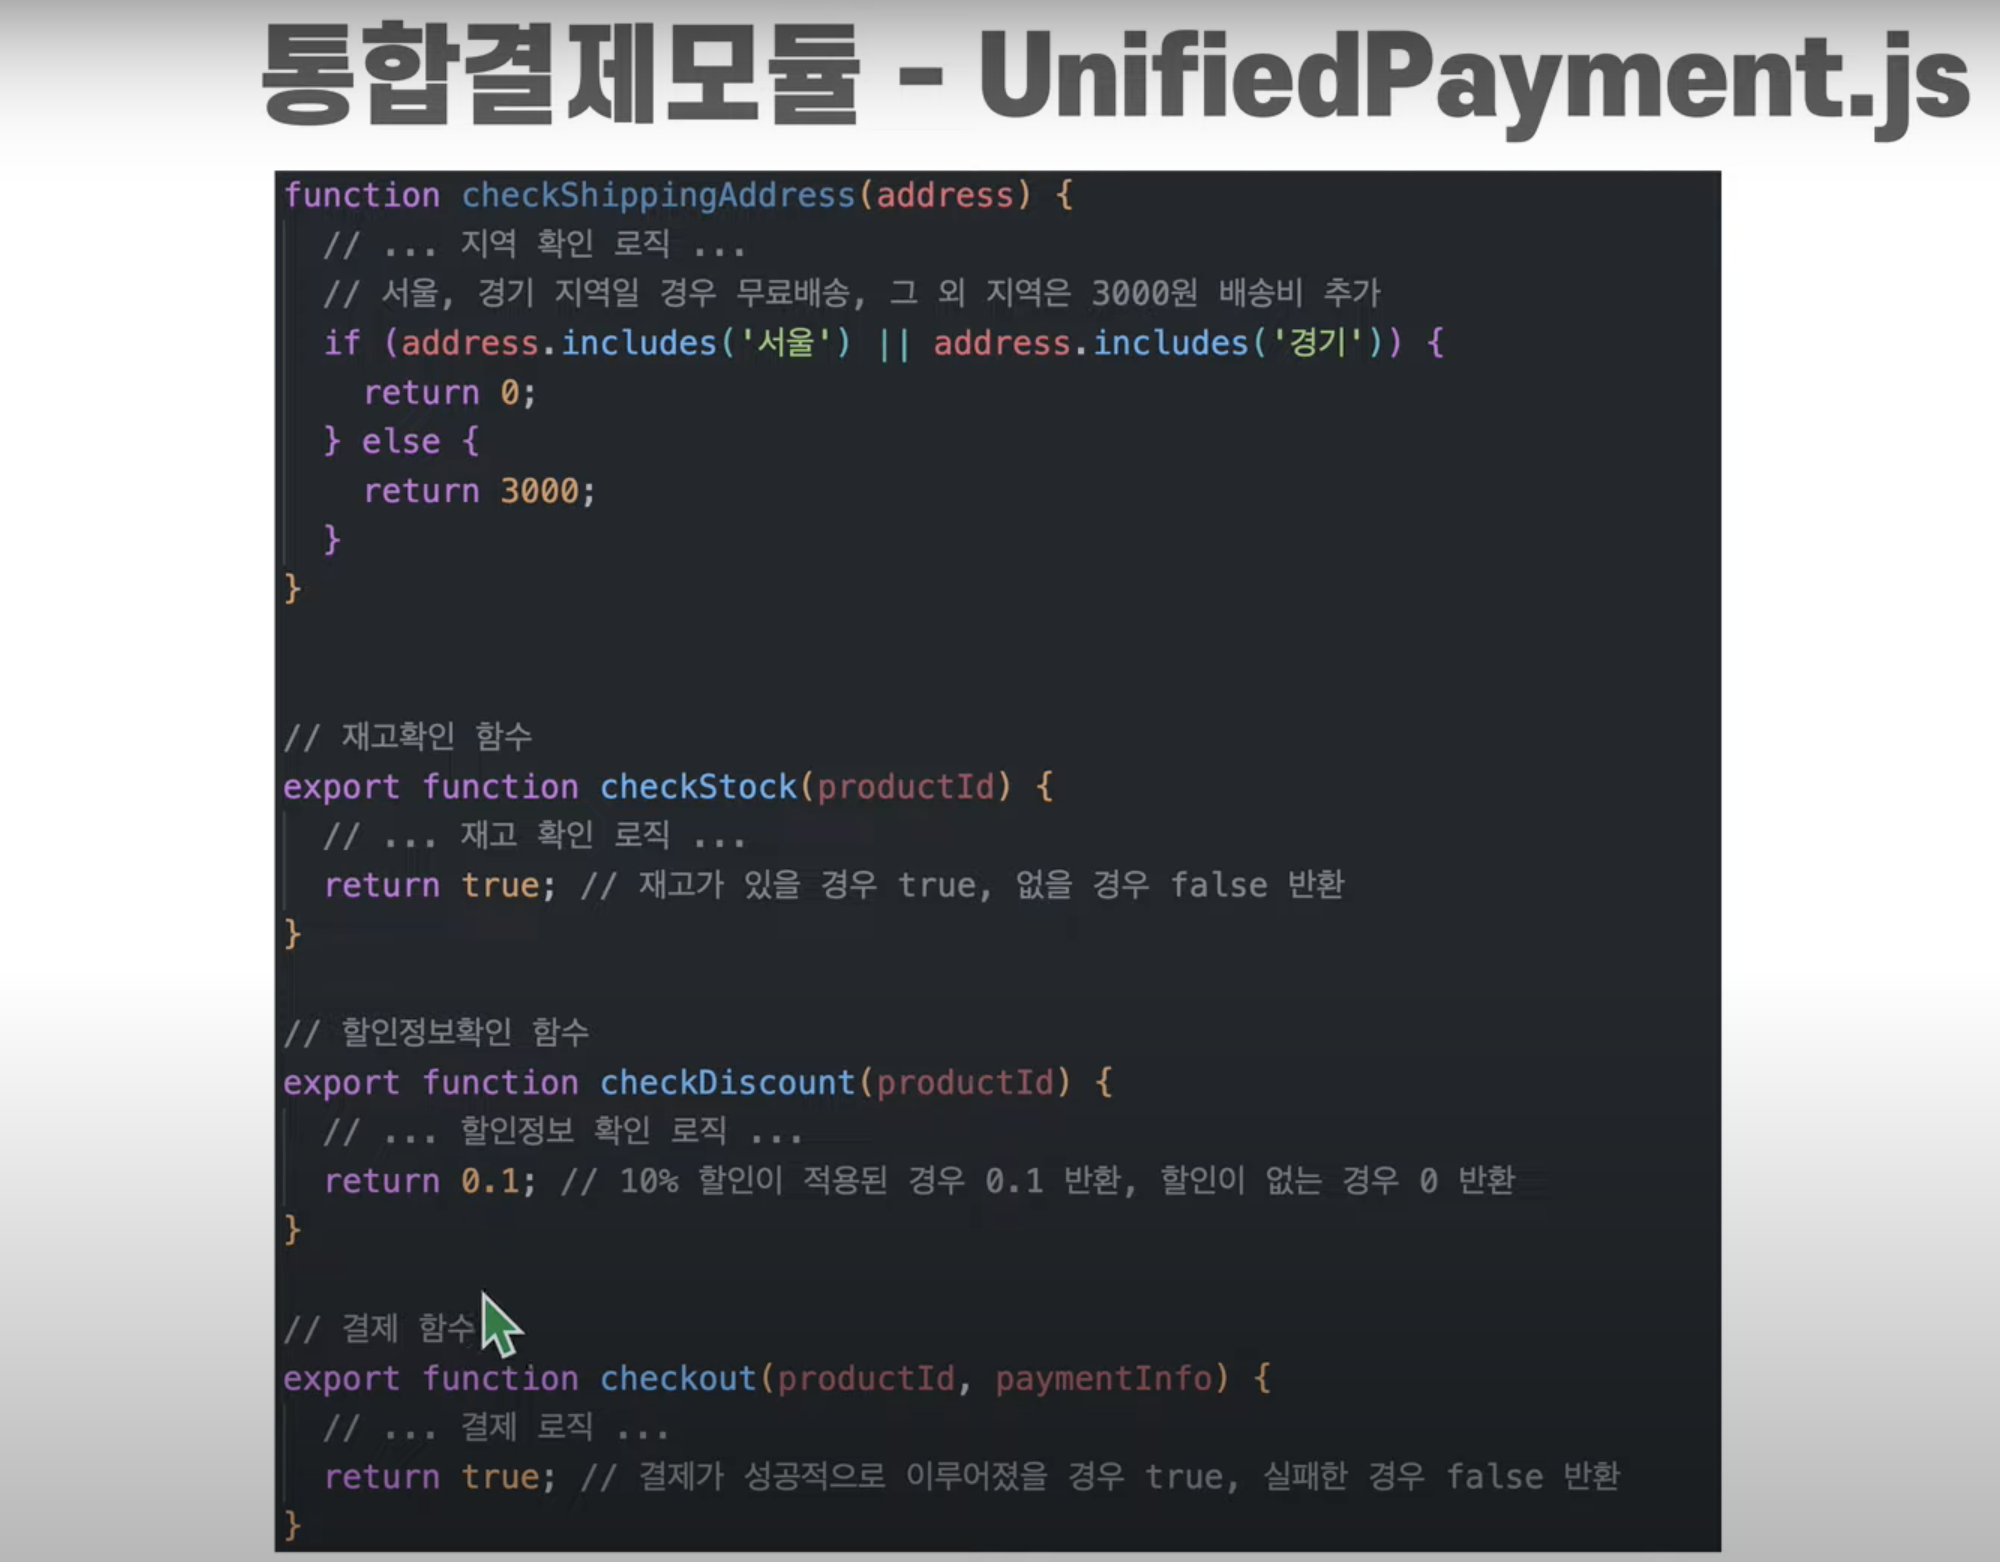 통합결제모듈 - UnifiedPayment.js
function checkShippingAddress(address) {
// ... 지역 확인 로직 ...
// 서울, 경기 지역일 경우 무료배송, 그 외 지역은 3000원 배송비 추가
if (address.includes('서울') || address.includes('경기')) {
return 0;
} else {
return 3000;
}
}
// 재고확인 함수
export function checkStock(productId) {
// ... 재고 확인 로직 ...
return true; // 재고가 있을 경우 true, 없을 경우 false 반환
}
// 할인정보확인 함수
export function checkDiscount(productId) {
// ... 할인정보 확인 로직 ...
return 0.1; // 10% 할인이 적용된 경우 0.1 반환, 할인이 없는 경우 0 반환
}
// 결제 함수
export function checkout(productId, paymentInfo) {
// ... 결제 로직 ...
return true; // 결제가 성공적으로 이루어졌을 경우 true, 실패한 경우 false 반환
}